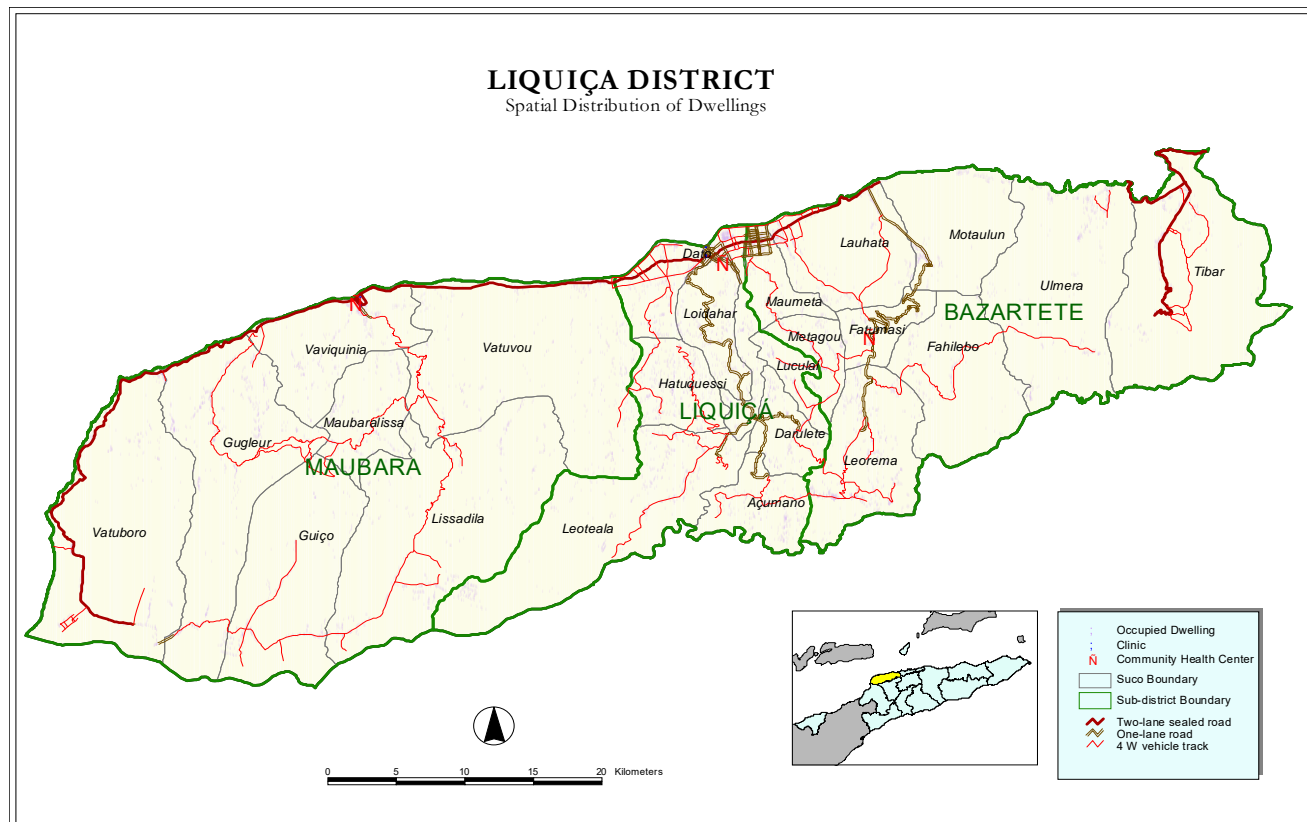 LIQUIÇA DISTRICT
Spatial Distribution of Dwellings
Lauhata
Motaulun
Tibar
Dato
Ulmera
Maumeta
Loidahar
BAZARTETE
Metagou
Fatumasi
Vaviquinia
Vatuvou
Fahilebo
Luculai
Hatuquessi
LIQUIÇÁ
Maubaralissa
Gugleur
Darulete
MAUBARA
Leorema
Açumano
Lissadila
Leoteala
Vatuboro
Guiço
Ñ
Ñ
Ñ
Occupied Dwelling
Clinic
Ñ Community Health Center
Suco Boundary
Sub-district Boundary
Two-lane sealed road
One-lane road
4 W vehicle track
0 5 10 15 20 Kilometers